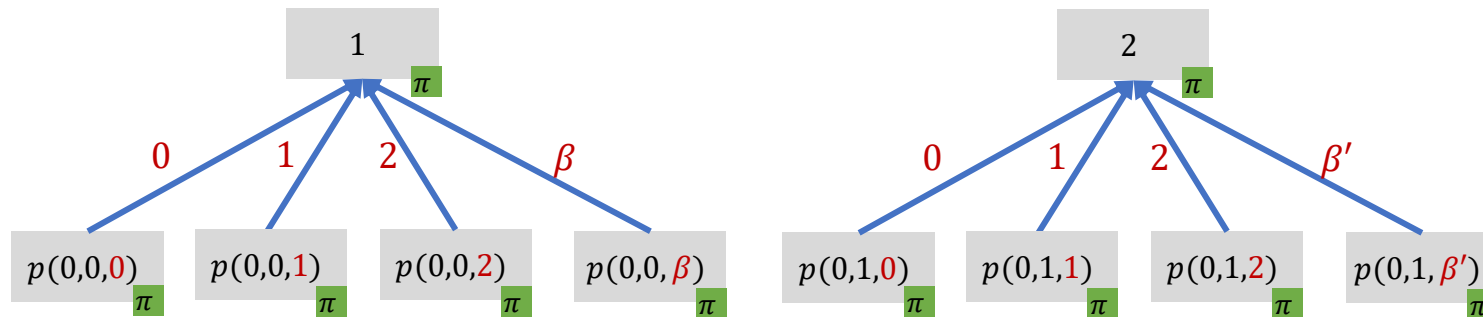 1 2
π π
0 1 2 β 0 1 2 β′
p(0,0,0) p(0,0,1) p(0,0,2) p(0,0,β) p(0,1,0) p(0,1,1) p(0,1,2) p(0,1,β′)
π π π π π π π π